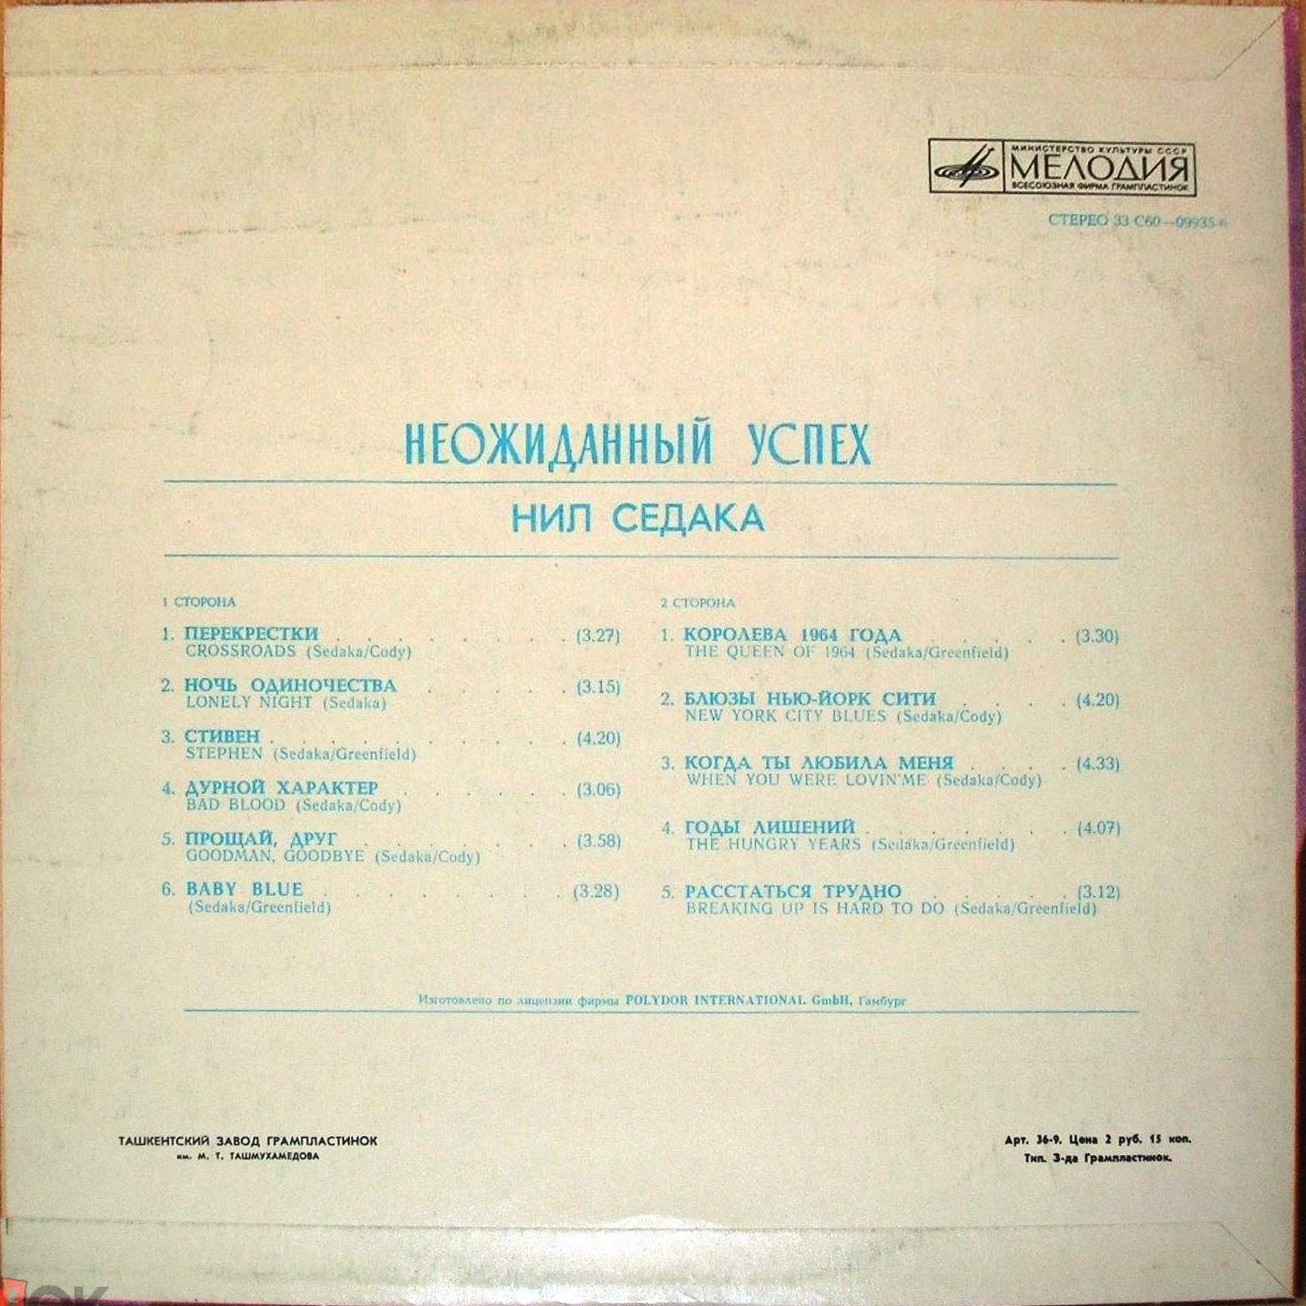 МИНИСТЕРСТВО КУЛЬТУРЫ СССР
МЕЛОДИЯ
ВСЕСОЮЗНАЯ ФИРМА ГРАМПЛАСТИНОК
СТЕРЕО 33 С60—09935-6
НЕОЖИДАННЫЙ УСПЕХ
НИЛ СЕДАКА
1 СТОРОНА
1. ПЕРЕКРЕСТКИ . . . . . . . . (3.27)
CROSSROADS (Sedaka/Cody)
2. НОЧЬ ОДИНОЧЕСТВА . . . . . (3.15)
LONELY NIGHT (Sedaka)
3. СТИВЕН . . . . . . . . . . (4.20)
STEPHEN (Sedaka/Greenfield)
4. ДУРНОЙ ХАРАКТЕР . . . . . . (3.06)
BAD BLOOD (Sedaka/Cody)
5. ПРОЩАЙ, ДРУГ . . . . . . . (3.58)
GOODMAN, GOODBYE (Sedaka/Cody)
6. BABY BLUE . . . . . . . . (3.28)
(Sedaka/Greenfield)
2 СТОРОНА
1. КОРОЛЕВА 1964 ГОДА . . . . . (3.30)
THE QUEEN OF 1964 (Sedaka/Greenfield)
2. БЛЮЗЫ НЬЮ-ЙОРК СИТИ . . . . (4.20)
NEW YORK CITY BLUES (Sedaka/Cody)
3. КОГДА ТЫ ЛЮБИЛА МЕНЯ . . . . (4.33)
WHEN YOU WERE LOVIN'ME (Sedaka/Cody)
4. ГОДЫ ЛИШЕНИЙ . . . . . . . (4.07)
THE HUNGRY YEARS (Sedaka/Greenfield)
5. РАССТАТЬСЯ ТРУДНО . . . . . (3.12)
BREAKING UP IS HARD TO DO (Sedaka/Greenfield)
Изготовлено по лицензии фирмы POLYDOR INTERNATIONAL GmbH, Гамбург
ТАШКЕНТСКИЙ ЗАВОД ГРАМПЛАСТИНОК
им. М. Т. ТАШМУХАМЕДОВА
Арт. 36-9. Цена 2 руб. 15 коп.
Тип. З-да Грампластинок.